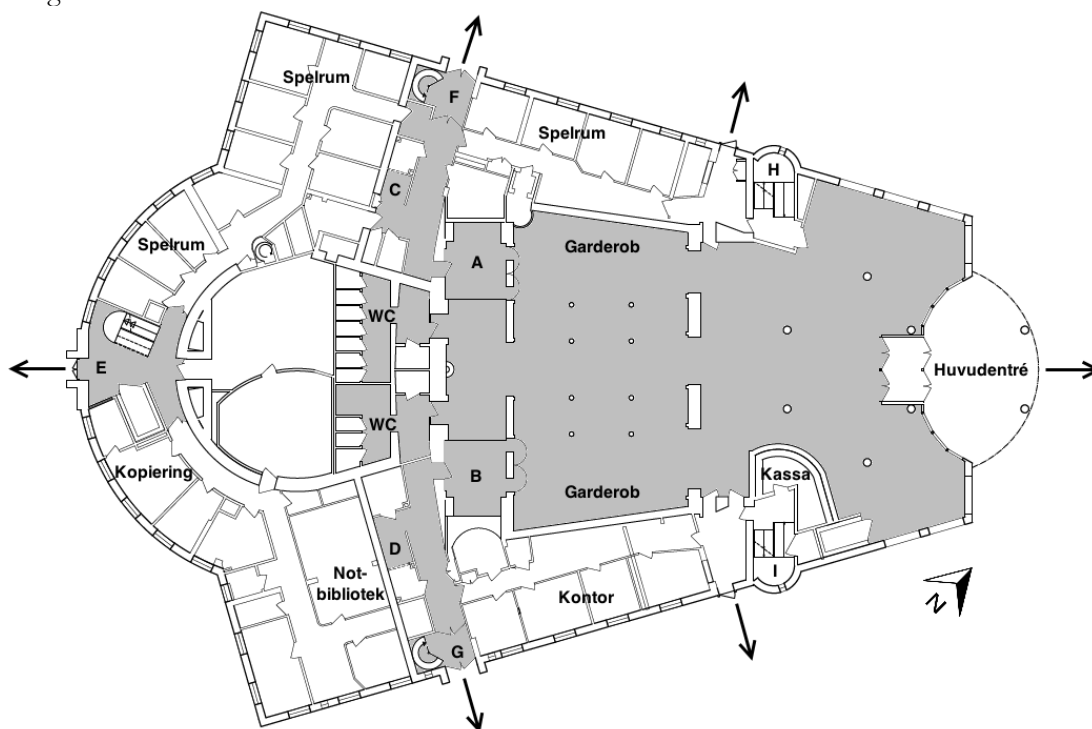 Spelrum
F
Spelrum
H
C
Spelrum
A
Garderob
WC
E
Huvudentré
WC
Kopiering
B
Kassa
Garderob
D
Not-
bibliotek
Kontor
I
N
G